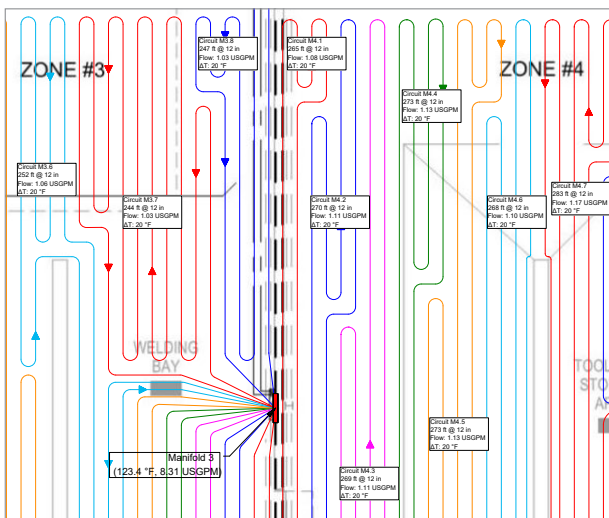 Circuit M3.8
247 ft @ 12 in
Flow: 1.03 USGPM
ΔT: 20 °F
Circuit M4.1
265 ft @ 12 in
Flow: 1.08 USGPM
ΔT: 20 °F
ZONE #3
ZONE #4
Circuit M4.4
273 ft @ 12 in
Flow: 1.13 USGPM
ΔT: 20 °F
Circuit M3.6
252 ft @ 12 in
Flow: 1.06 USGPM
ΔT: 20 °F
Circuit M3.7
244 ft @ 12 in
Flow: 1.03 USGPM
ΔT: 20 °F
Circuit M4.2
270 ft @ 12 in
Flow: 1.11 USGPM
ΔT: 20 °F
Circuit M4.6
268 ft @ 12 in
Flow: 1.10 USGPM
ΔT: 20 °F
Circuit M4.7
283 ft @ 12 in
Flow: 1.17 USGPM
ΔT: 20 °F
WELDING
BAY
TOOL
STO
Circuit M4.5
273 ft @ 12 in
Flow: 1.13 USGPM
ΔT: 20 °F
Manifold 3
(123.4 °F, 8.31 USGPM)
Circuit M4.3
269 ft @ 12 in
Flow: 1.11 USGPM
ΔT: 20 °F